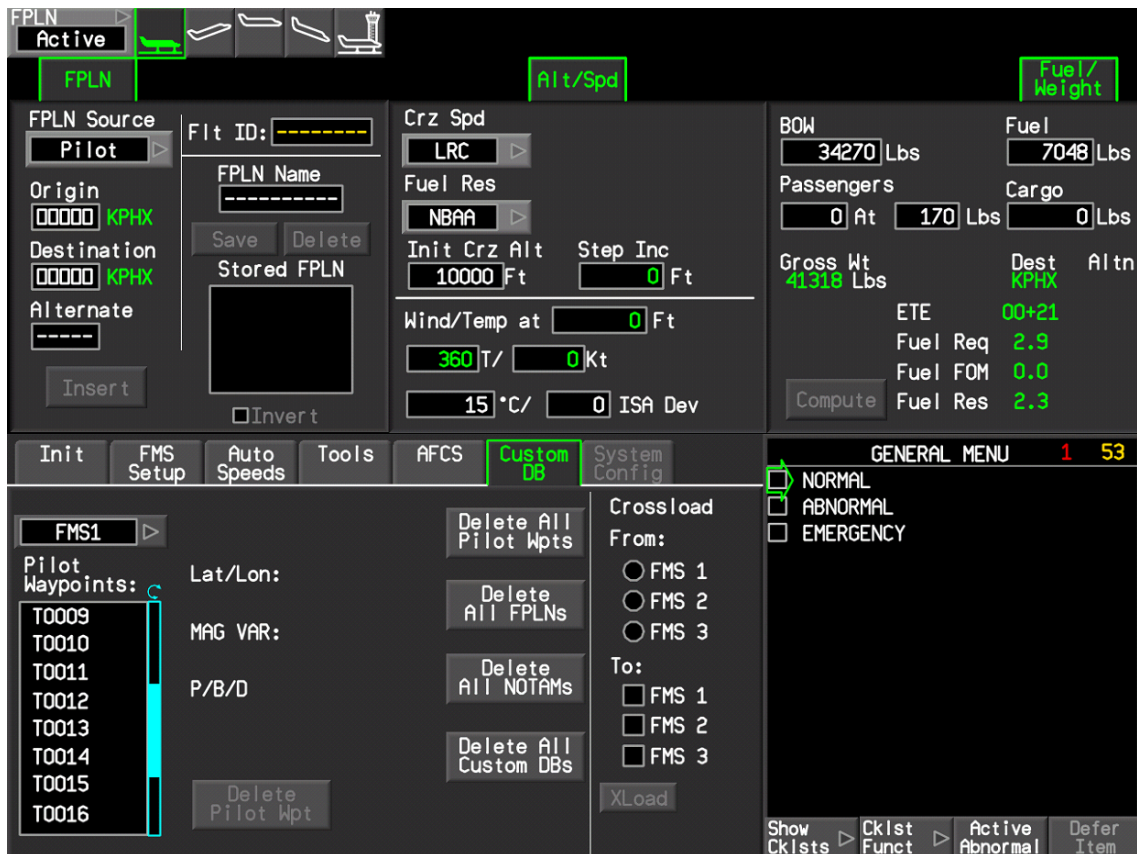 FPLN
Active
FPLN
Alt/Spd
Fuel/
Weight
FPLN Source
Pilot
Origin
□□□□□ KPHX
Destination
□□□□□ KPHX
Alternate
-----
Insert
Flt ID: --------
FPLN Name
----------
Save Delete
Stored FPLN
Invert
Crz Spd
LRC
Fuel Res
NBAA
Init Crz Alt Step Inc
10000 Ft 0 Ft
Wind/Temp at 0 Ft
360 T/ 0 Kt
15 °C/ 0 ISA Dev
BOW Fuel
34270 Lbs 7048 Lbs
Passengers Cargo
0 At 170 Lbs 0 Lbs
Gross Wt Dest Altn
41318 Lbs KPHX
ETE 00+21
Fuel Req 2.9
Fuel FOM 0.0
Compute Fuel Res 2.3
Init
FMS
Setup
Auto
Speeds
Tools
AFCS
Custom
DB
System
Config
FMS1
Pilot
Waypoints:
T0009
T0010
T0011
T0012
T0013
T0014
T0015
T0016
Lat/Lon:
MAG VAR:
P/B/D
Delete
Pilot Wpt
Delete All
Pilot Wpts
Delete
All FPLNs
Delete
All NOTAMs
Delete All
Custom DBs
Crossload
From:
FMS 1
FMS 2
FMS 3
To:
FMS 1
FMS 2
FMS 3
XLoad
GENERAL MENU 1 53
NORMAL
ABNORMAL
EMERGENCY
Show
Cklsts
Cklst
Funct
Active
Abnormal
Defer
Item